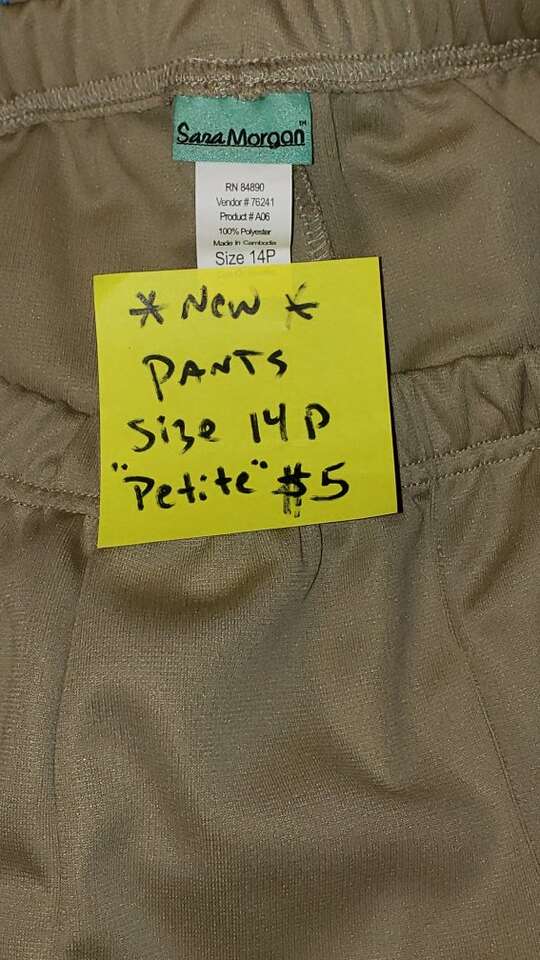 Sara Morgan™
RN 84890
Vendor # 76241
Product # A06
100% Polyester
Made in Cambodia
Size 14P
* New *
PANTS
Size 14P
"Petite" $5